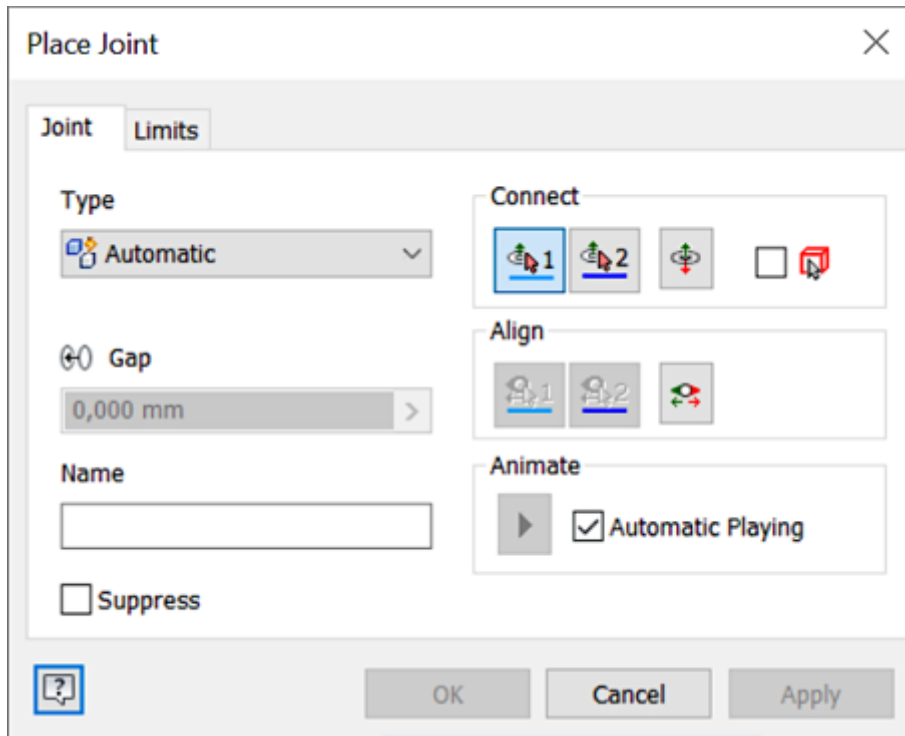 Place Joint
Joint
Limits
Type
Automatic
Gap
0,000 mm
Name
Suppress
Connect
1
2
Align
1
2
Animate
Automatic Playing
?
OK
Cancel
Apply